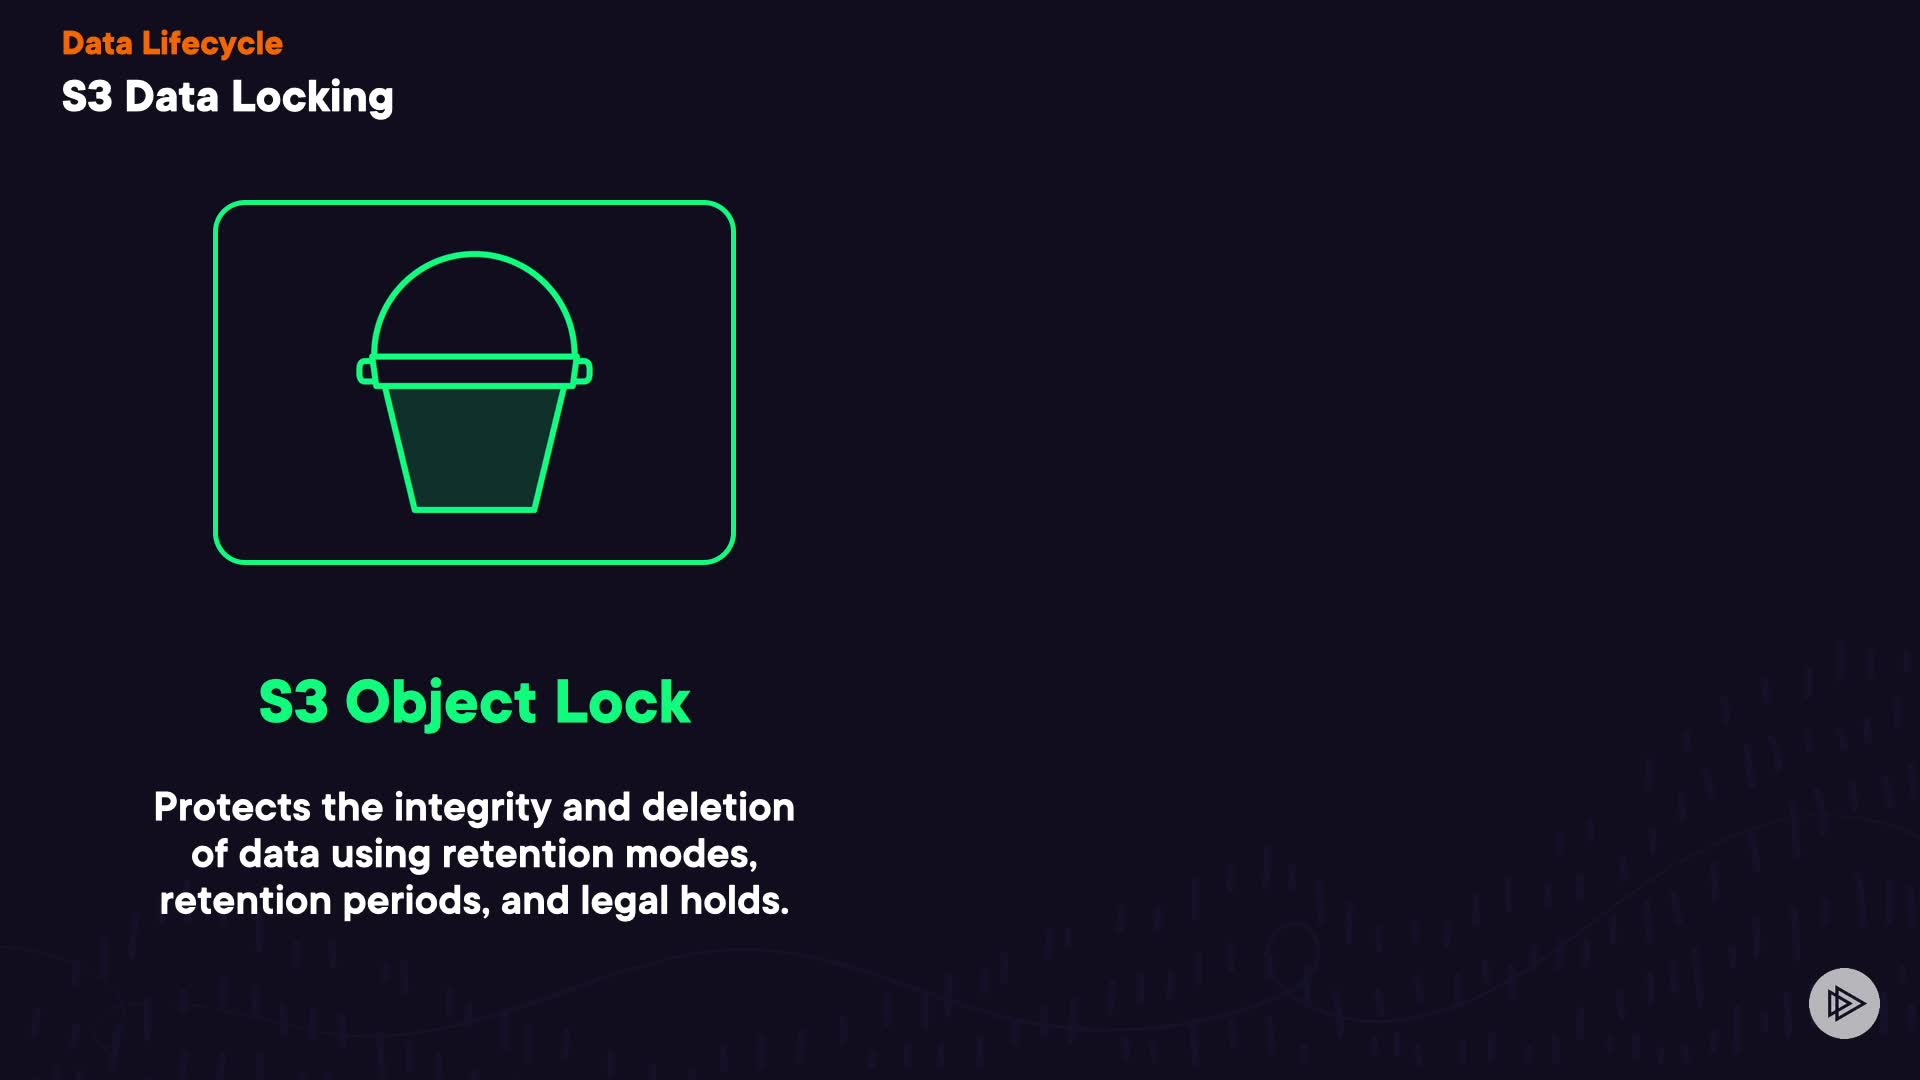 Data Lifecycle
S3 Data Locking
S3 Object Lock
Protects the integrity and deletion
of data using retention modes,
retention periods, and legal holds.